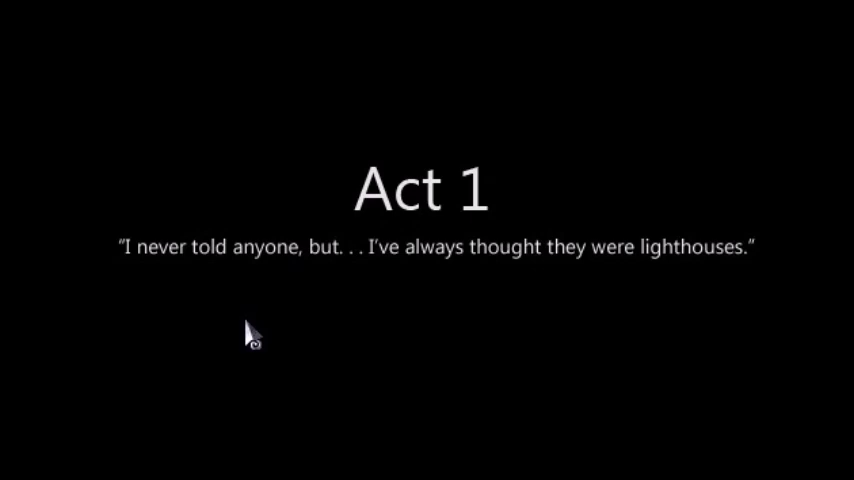 Act 1
"I never told anyone, but. . . I've always thought they were lighthouses."